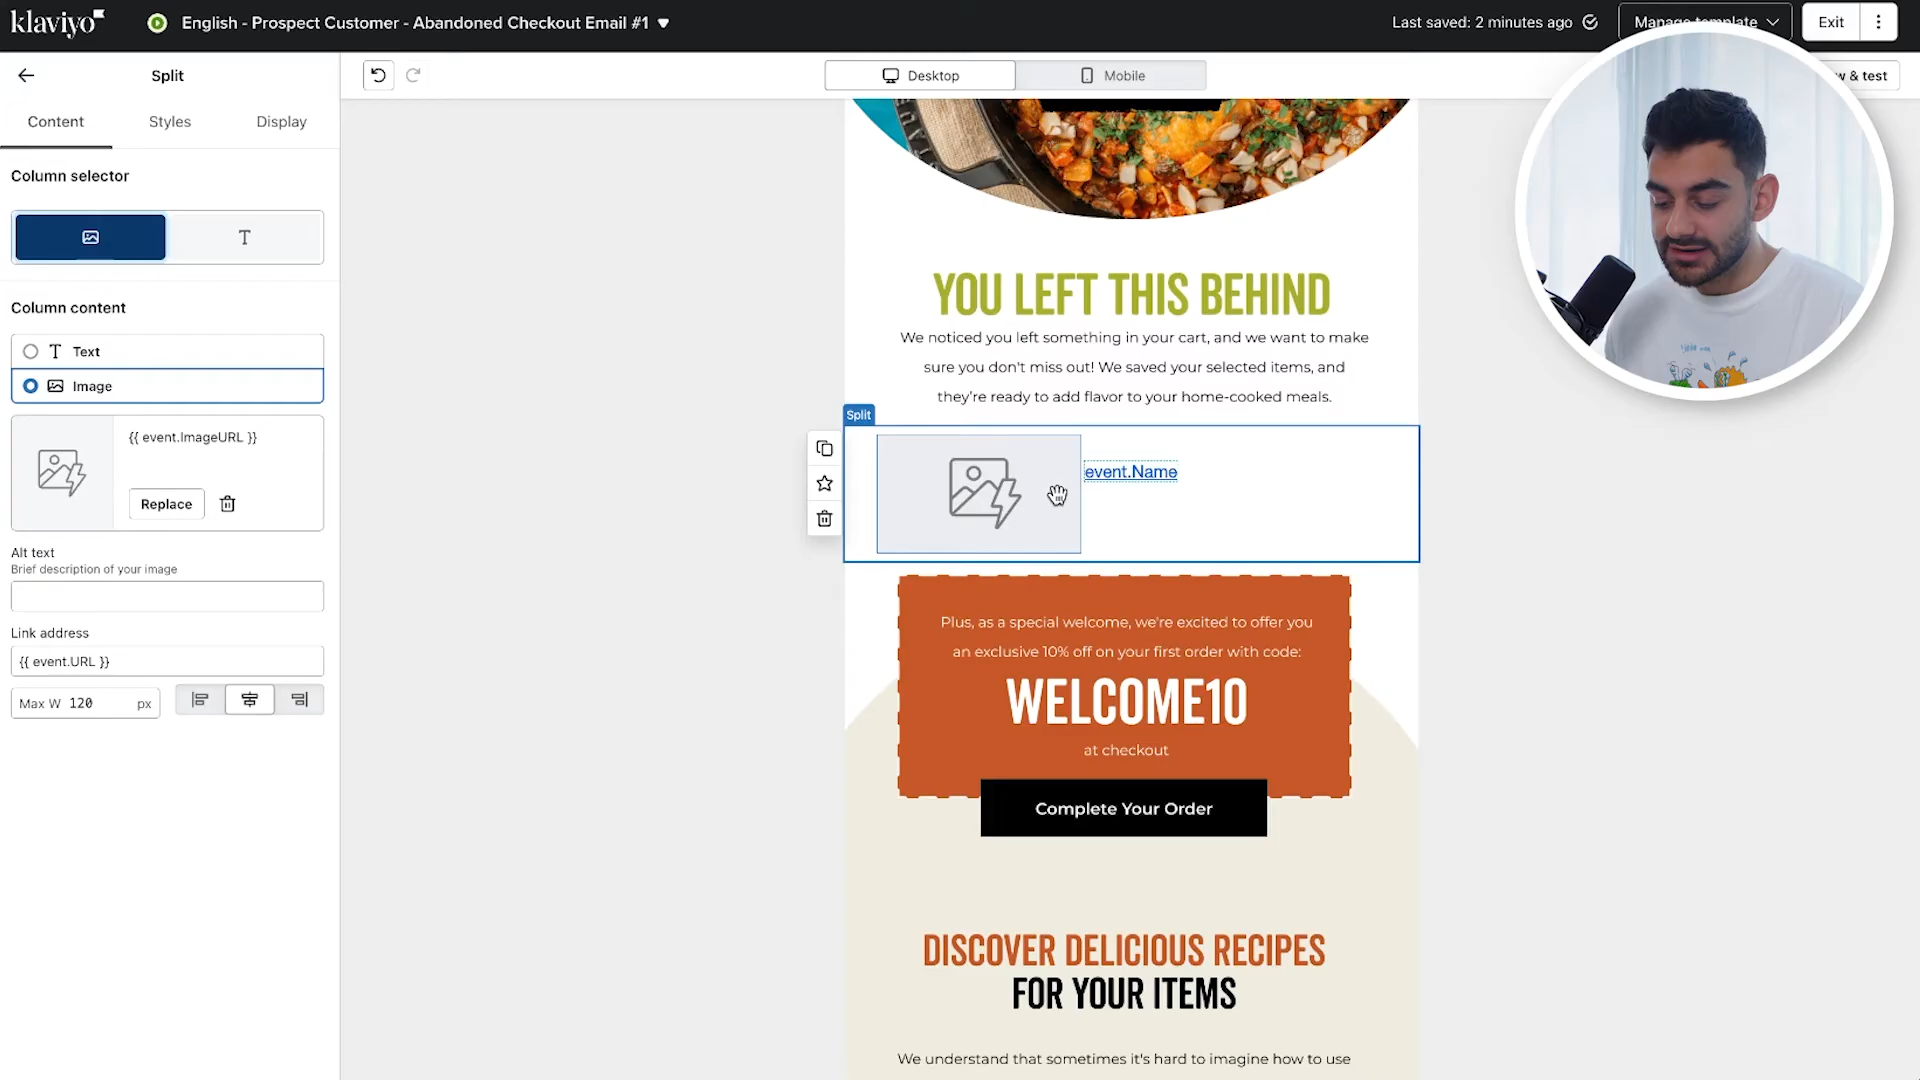 klaviyo
English - Prospect Customer - Abandoned Checkout Email #1
Last saved: 2 minutes ago
Manage template
Exit
Split
Desktop
Mobile
w & test
Content
Styles
Display
Column selector
T
Column content
T Text
Image
{{ event.ImageURL }}
Replace
Alt text
Brief description of your image
Link address
{{ event.URL }}
Max W 120 px
YOU LEFT THIS BEHIND
We noticed you left something in your cart, and we want to make
sure you don't miss out! We saved your selected items, and
they're ready to add flavor to your home-cooked meals.
Split
event.Name
Plus, as a special welcome, we're excited to offer you
an exclusive 10% off on your first order with code:
WELCOME10
at checkout
Complete Your Order
DISCOVER DELICIOUS RECIPES
FOR YOUR ITEMS
We understand that sometimes it's hard to imagine how to use